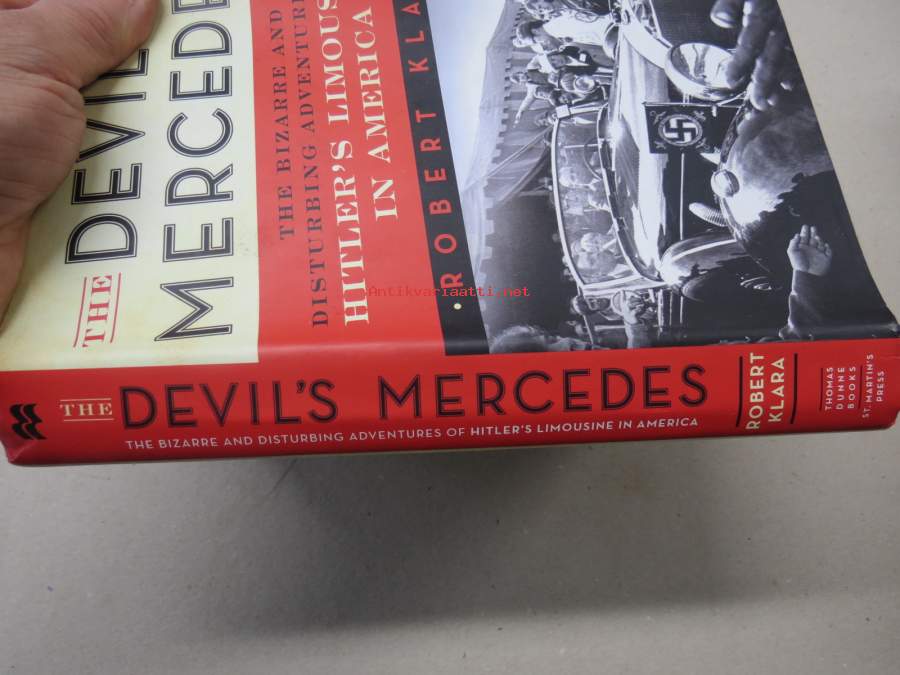 THE
DEVIL
MERCEDE
THE BIZARRE AND
DISTURBING ADVENTURE
HITLER'S LIMOUS
IN AMERICA
• ROBERT KLA
Antikvariaatti.net
THE DEVIL'S MERCEDES
THE BIZARRE AND DISTURBING ADVENTURES OF HITLER'S LIMOUSINE IN AMERICA
ROBERT
KLARA
THOMAS
DUNNE
BOOKS
ST. MARTIN'S
PRESS